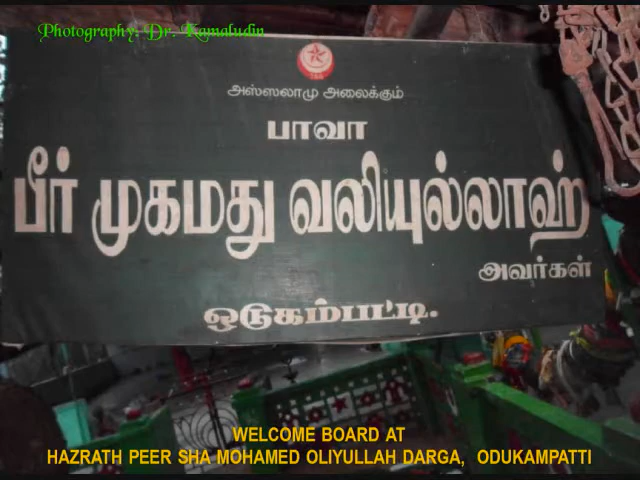 Photography: Dr. Kamaludin
786
அஸ்ஸலாமு அலைக்கும்
பாவா
பீர் முகமது வலியுல்லாஹ்
அவர்கள்
ஒடுகம்பட்டி.
WELCOME BOARD AT
HAZRATH PEER SHA MOHAMED OLIYULLAH DARGA, ODUKAMPATTI